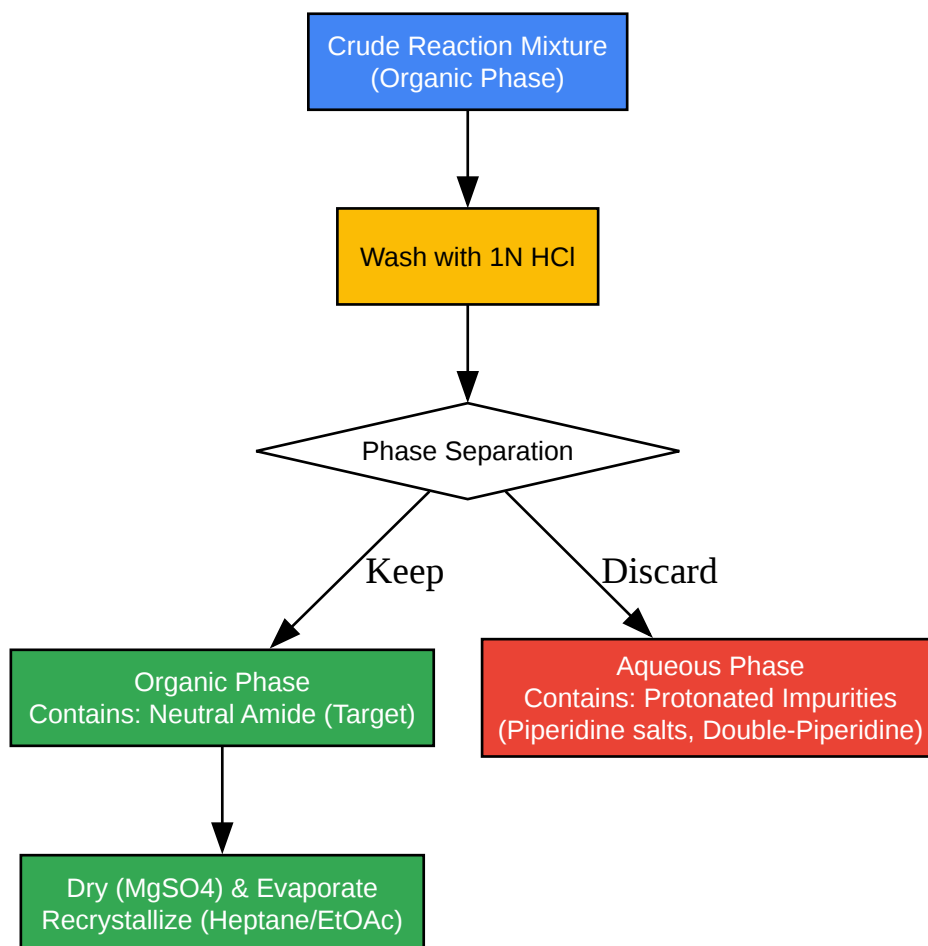 Crude Reaction Mixture
(Organic Phase)
Wash with 1N HCl
Phase Separation
Keep
Discard
Organic Phase
Contains: Neutral Amide (Target)
Aqueous Phase
Contains: Protonated Impurities
(Piperidine salts, Double-Piperidine)
Dry (MgSO4) & Evaporate
Recrystallize (Heptane/EtOAc)